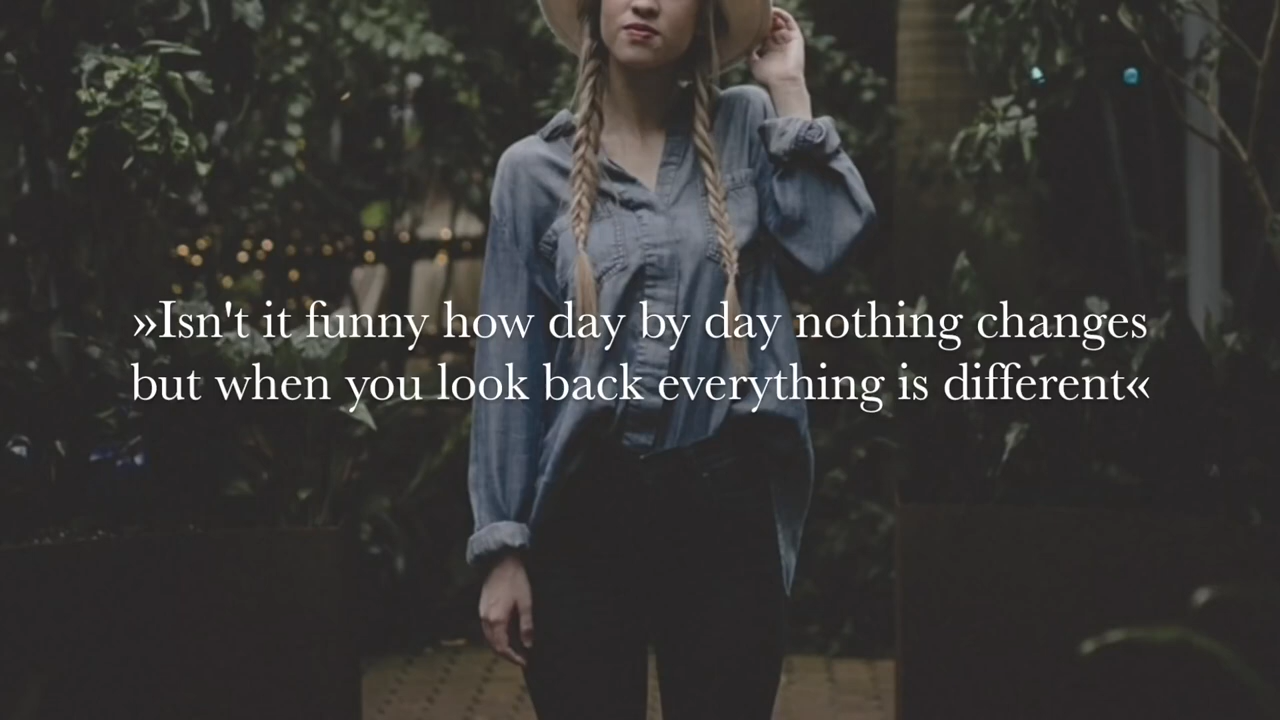 »Isn't it funny how day by day nothing changes
but when you look back everything is different«